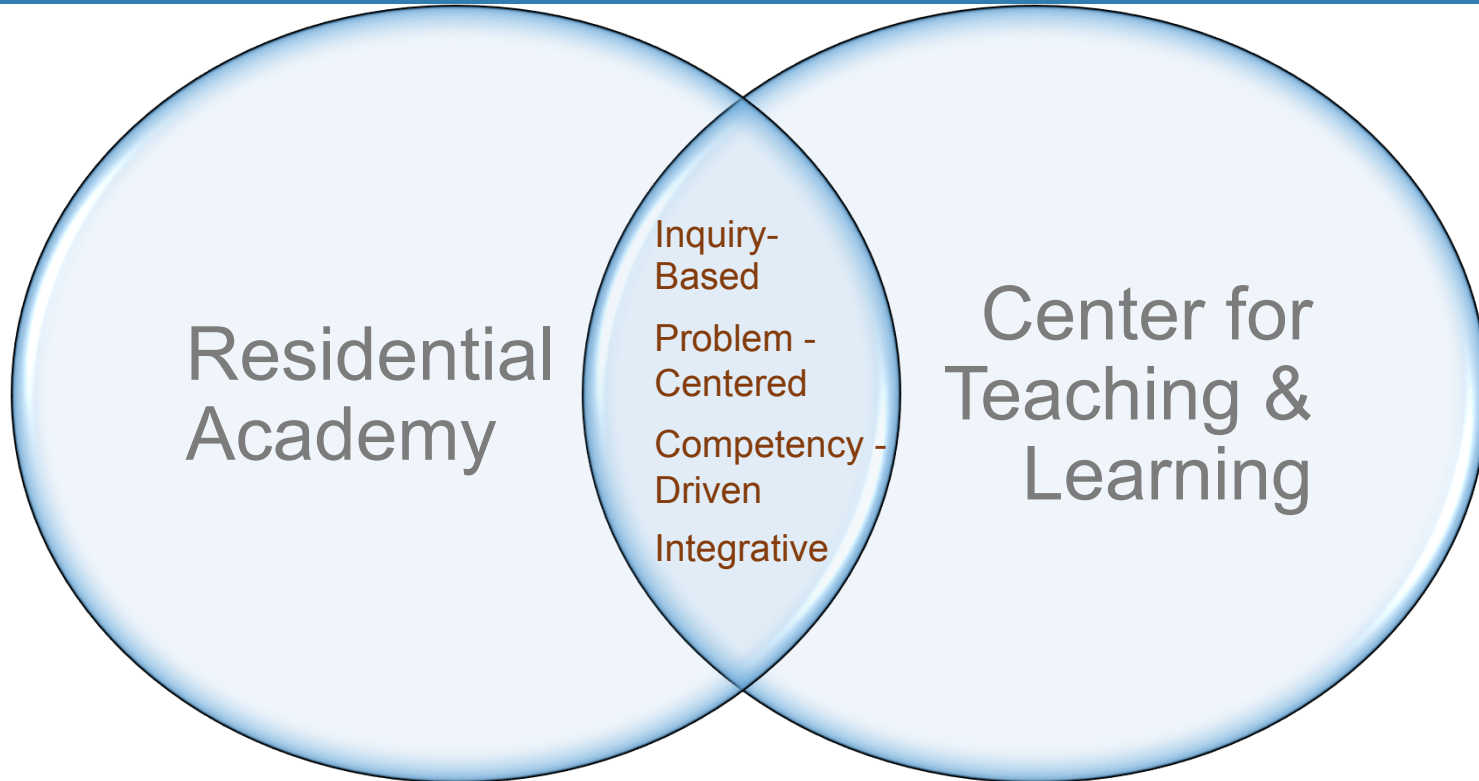 Residential
Academy
Inquiry-
Based
Problem -
Centered
Competency -
Driven
Integrative
Center for
Teaching &
Learning